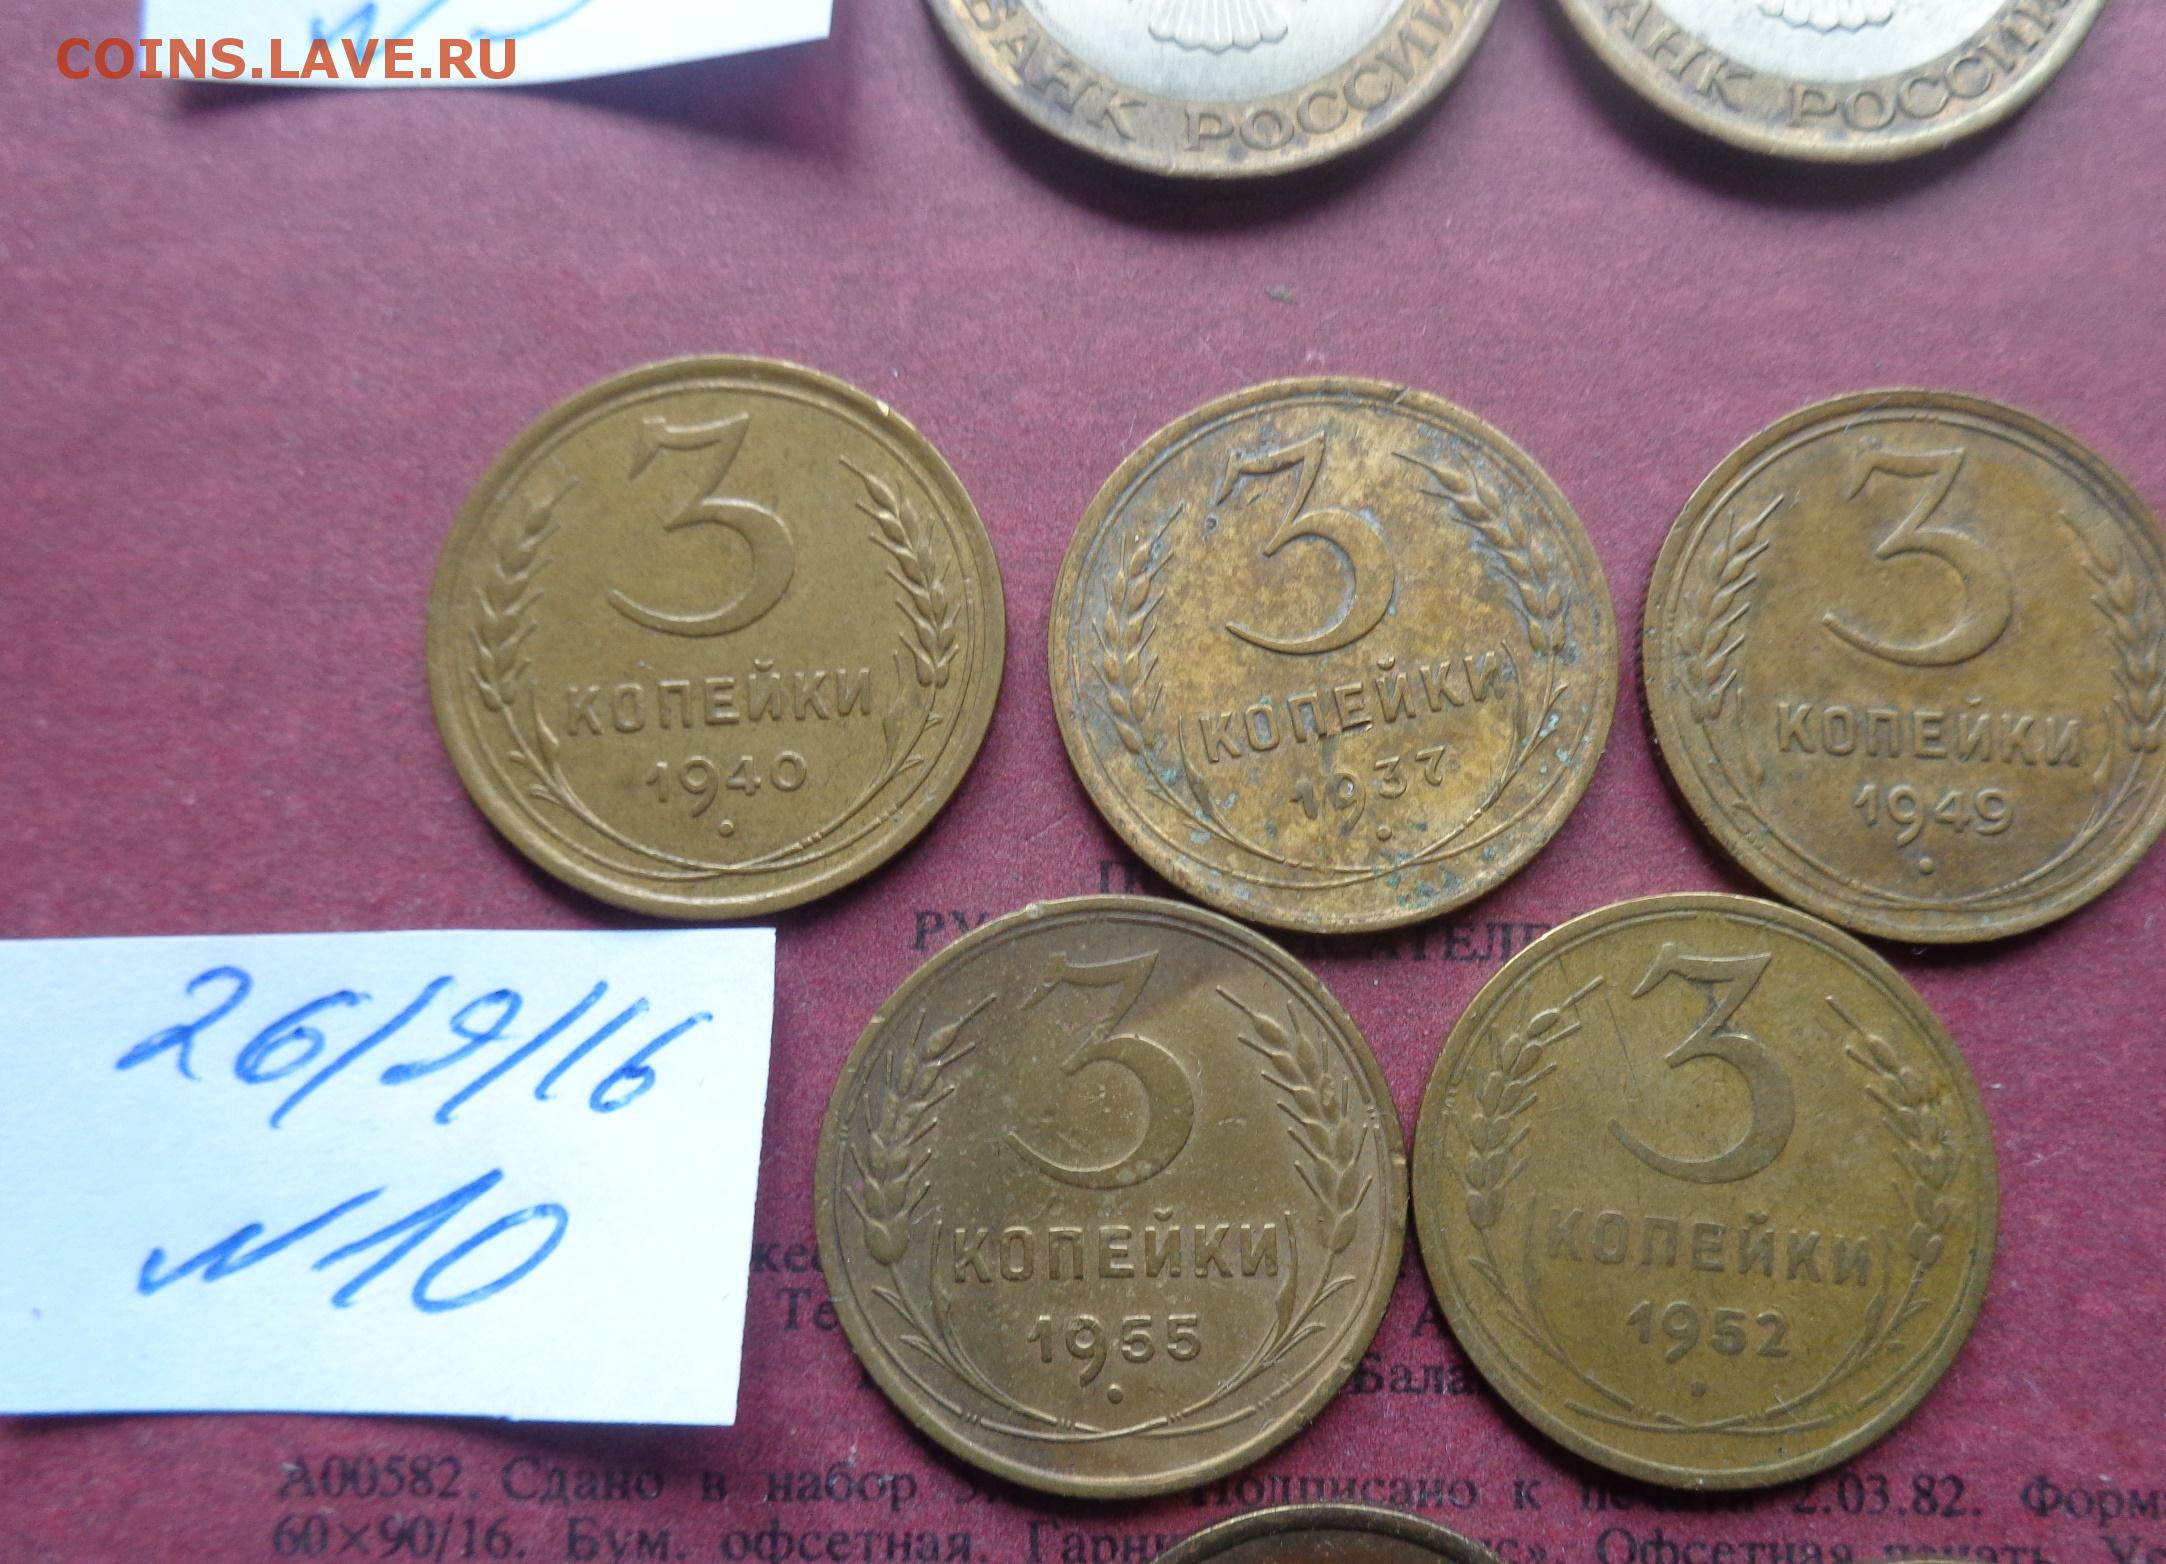 COINS.LAVE.RU
БАНК РОССИИ
БАНК РОССИИ
3
КОПЕЙКИ
1940
3
КОПЕЙКИ
1937
3
КОПЕЙКИ
1949
26/9/16
N10
3
КОПЕЙКИ
1955
3
КОПЕЙКИ
1952
А00582. Сдано в набор Подписано к 2.03.82.
60×90/16. Бум. офсетная. Офсетная печать.